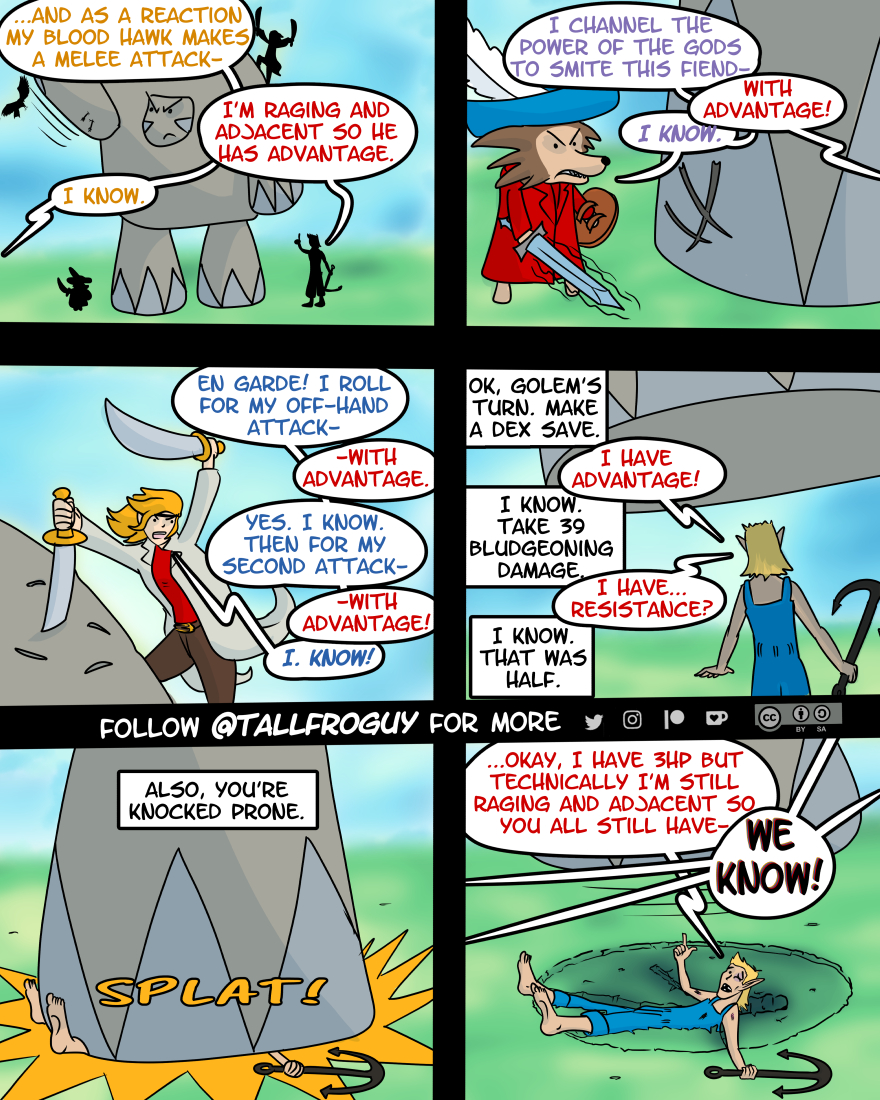 ...AND AS A REACTION
MY BLOOD HAWK MAKES
A MELEE ATTACK–
I'M RAGING AND
ADJACENT SO HE
HAS ADVANTAGE.
I KNOW.
I CHANNEL THE
POWER OF THE GODS
TO SMITE THIS FIEND–
WITH
ADVANTAGE!
I KNOW.
EN GARDE! I ROLL
FOR MY OFF-HAND
ATTACK–
–WITH
ADVANTAGE.
YES. I KNOW.
THEN FOR MY
SECOND ATTACK–
–WITH
ADVANTAGE!
I. KNOW!
OK, GOLEM'S
TURN. MAKE
A DEX SAVE.
I HAVE
ADVANTAGE!
I KNOW.
TAKE 39
BLUDGEONING
DAMAGE.
I HAVE...
RESISTANCE?
I KNOW.
THAT WAS
HALF.
FOLLOW @TALLFROGUY FOR MORE
CC BY SA
ALSO, YOU'RE
KNOCKED PRONE.
SPLAT!
...OKAY, I HAVE 3HP BUT
TECHNICALLY I'M STILL
RAGING AND ADJACENT SO
YOU ALL STILL HAVE–
WE
KNOW!